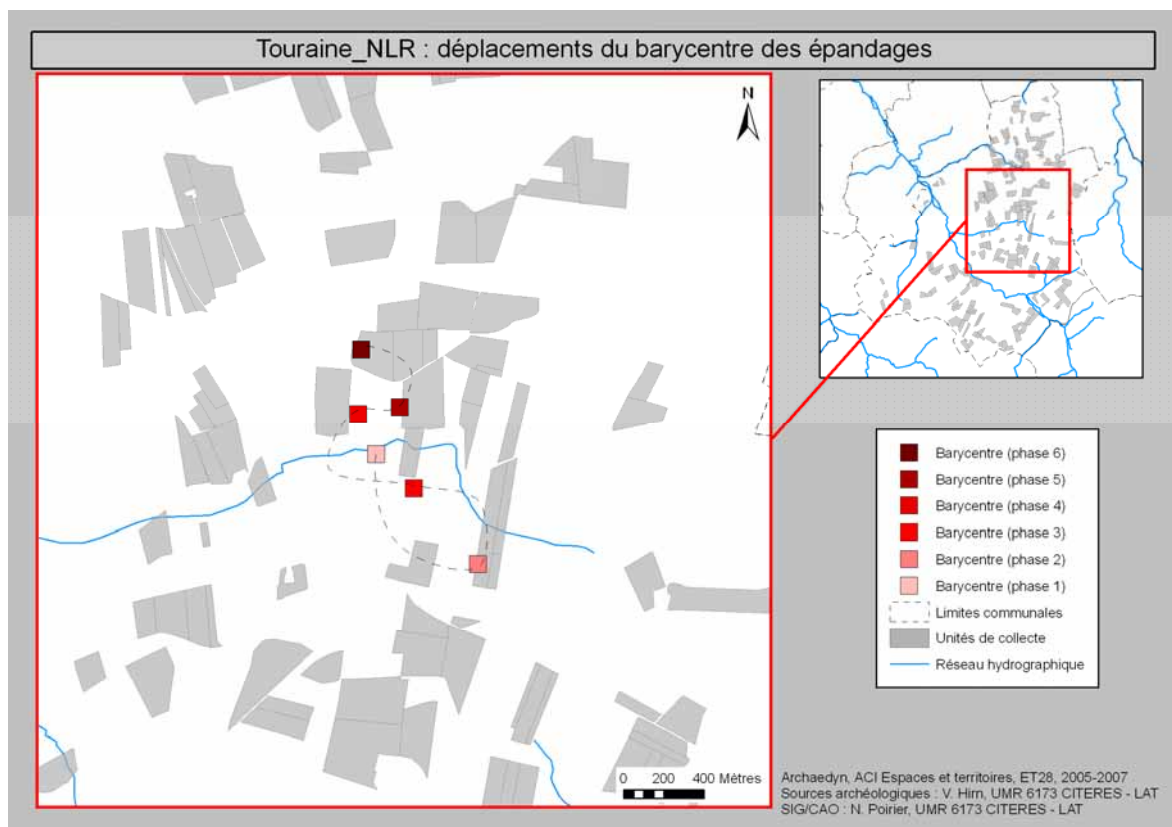 Touraine_NLR : déplacements du barycentre des épandages
N
Barycentre (phase 6)
Barycentre (phase 5)
Barycentre (phase 4)
Barycentre (phase 3)
Barycentre (phase 2)
Barycentre (phase 1)
Limites communales
Unités de collecte
Réseau hydrographique
0 200 400 Mètres
Archaedyn, ACI Espaces et territoires, ET28, 2005-2007
Sources archéologiques : V. Hirn, UMR 6173 CITERES - LAT
SIG/CAO : N. Poirier, UMR 6173 CITERES - LAT